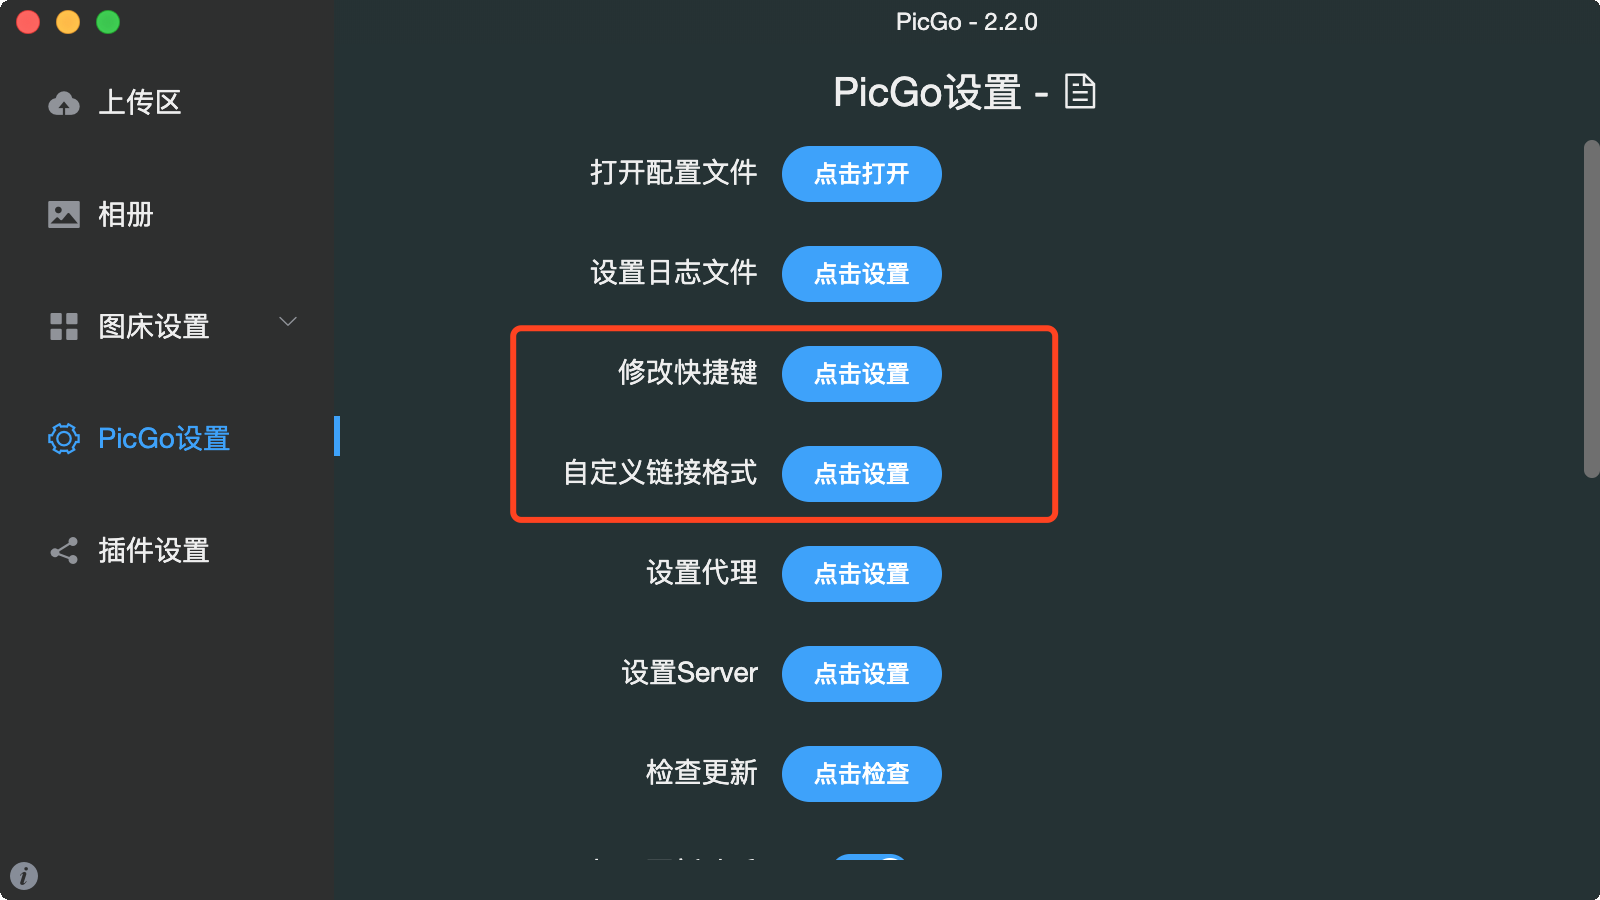 PicGo - 2.2.0
上传区
相册
图床设置
PicGo设置
插件设置
PicGo设置 -
打开配置文件 点击打开
设置日志文件 点击设置
修改快捷键 点击设置
自定义链接格式 点击设置
设置代理 点击设置
设置Server 点击设置
检查更新 点击检查